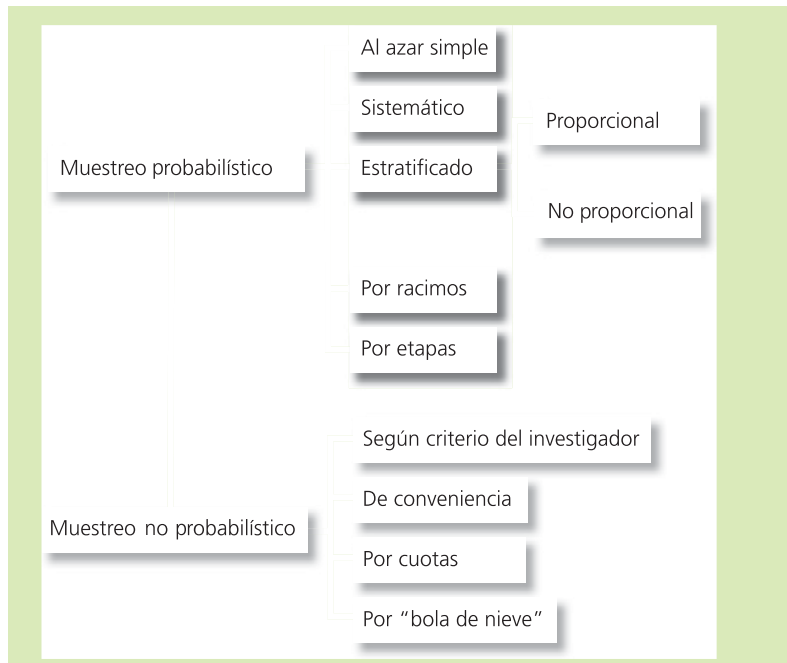 Al azar simple
Sistemático
Proporcional
Muestreo probabilístico
Estratificado
No proporcional
Por racimos
Por etapas
Según criterio del investigador
De conveniencia
Muestreo no probabilístico
Por cuotas
Por “bola de nieve”